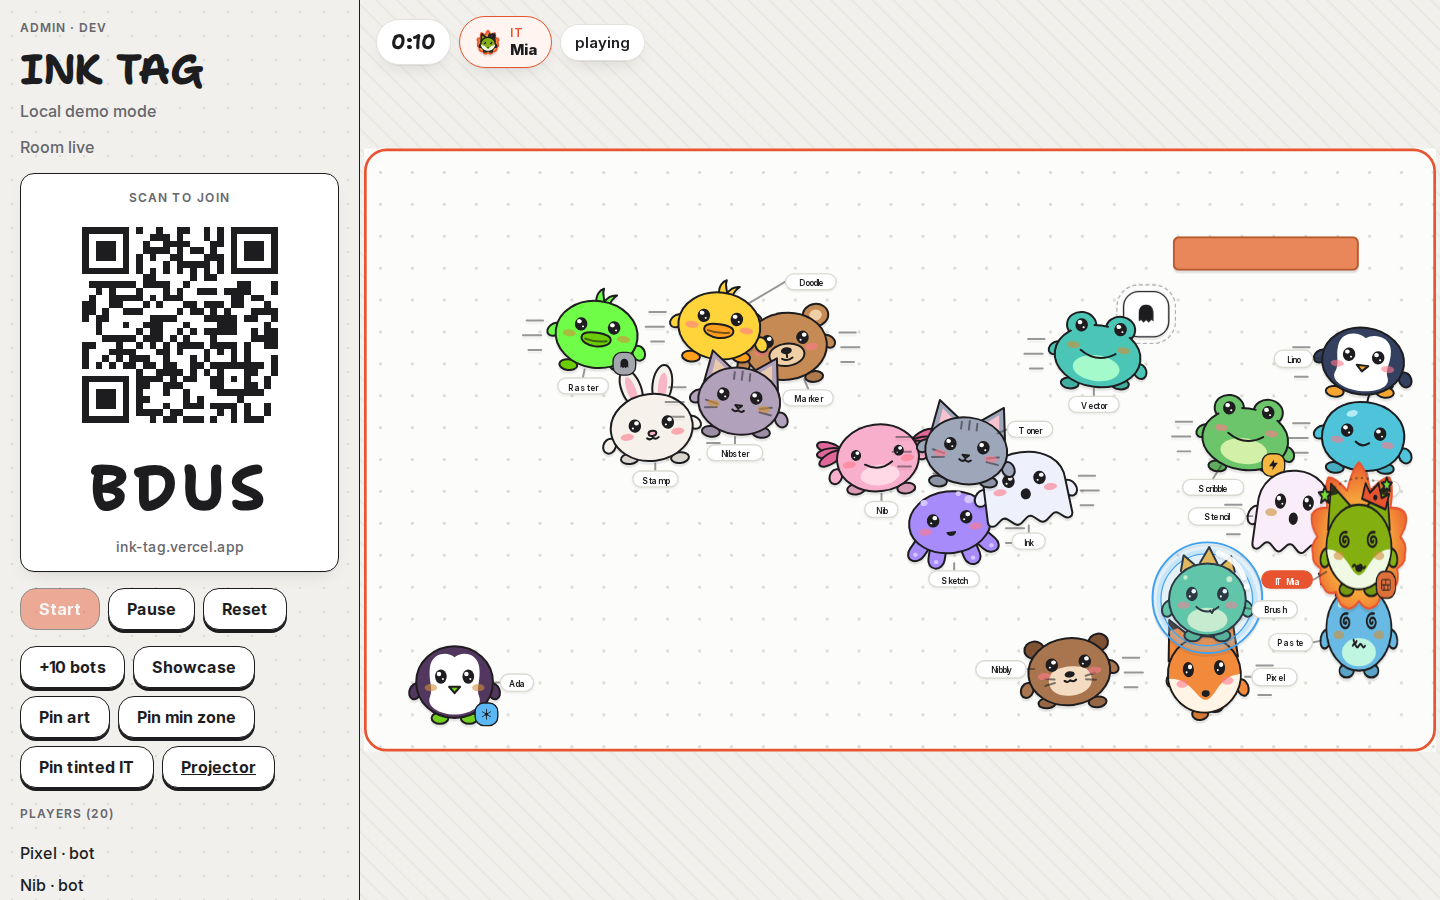 ADMIN · DEV
INK TAG
Local demo mode
Room live
SCAN TO JOIN
BDUS
ink-tag.vercel.app
Start
Pause
Reset
+10 bots
Showcase
Pin art
Pin min zone
Pin tinted IT
Projector
PLAYERS (20)
Pixel · bot
Nib · bot
0:10
IT
Mia
playing
Doodle
Raster
Marker
Nibster
Stamp
Vector
Lino
Toner
Nib
Ink
Sketch
Scribble
Stencil
IT Mia
Brush
Paste
Nibbly
Pixel
Ada